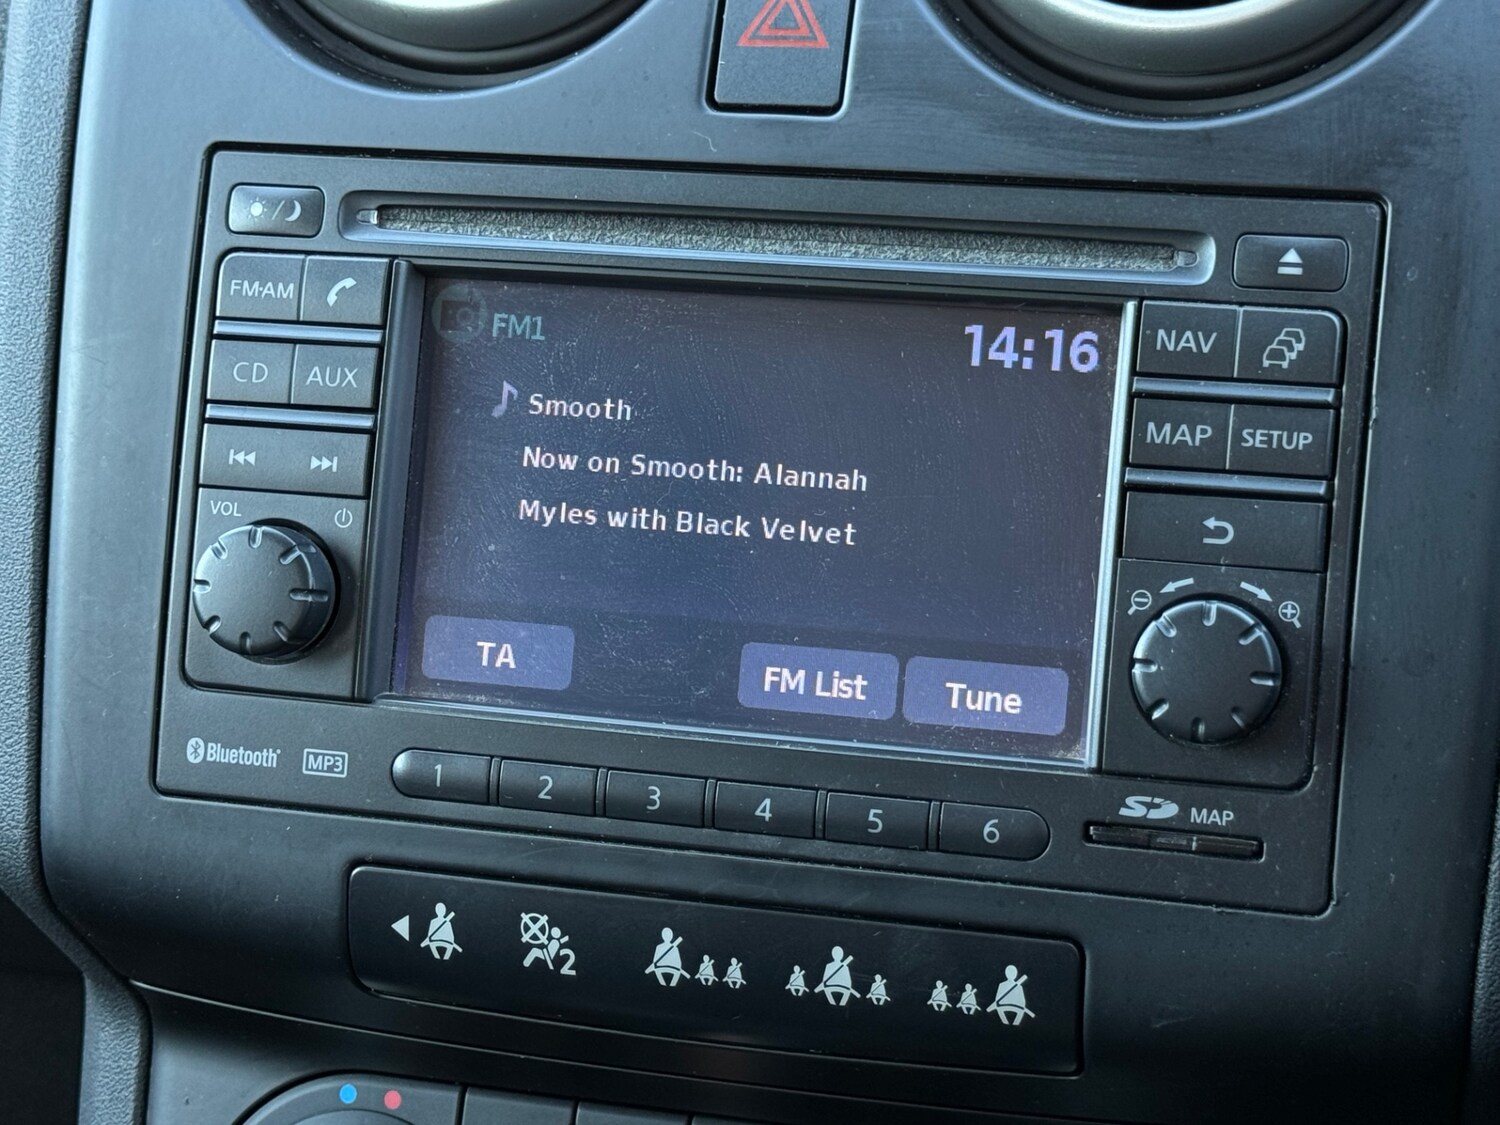 FM·AM
CD
AUX
VOL
FM1
14:16
Smooth
Now on Smooth: Alannah
Myles with Black Velvet
TA
FM List
Tune
NAV
MAP
SETUP
Bluetooth
MP3
1
2
3
4
5
6
SD MAP
2